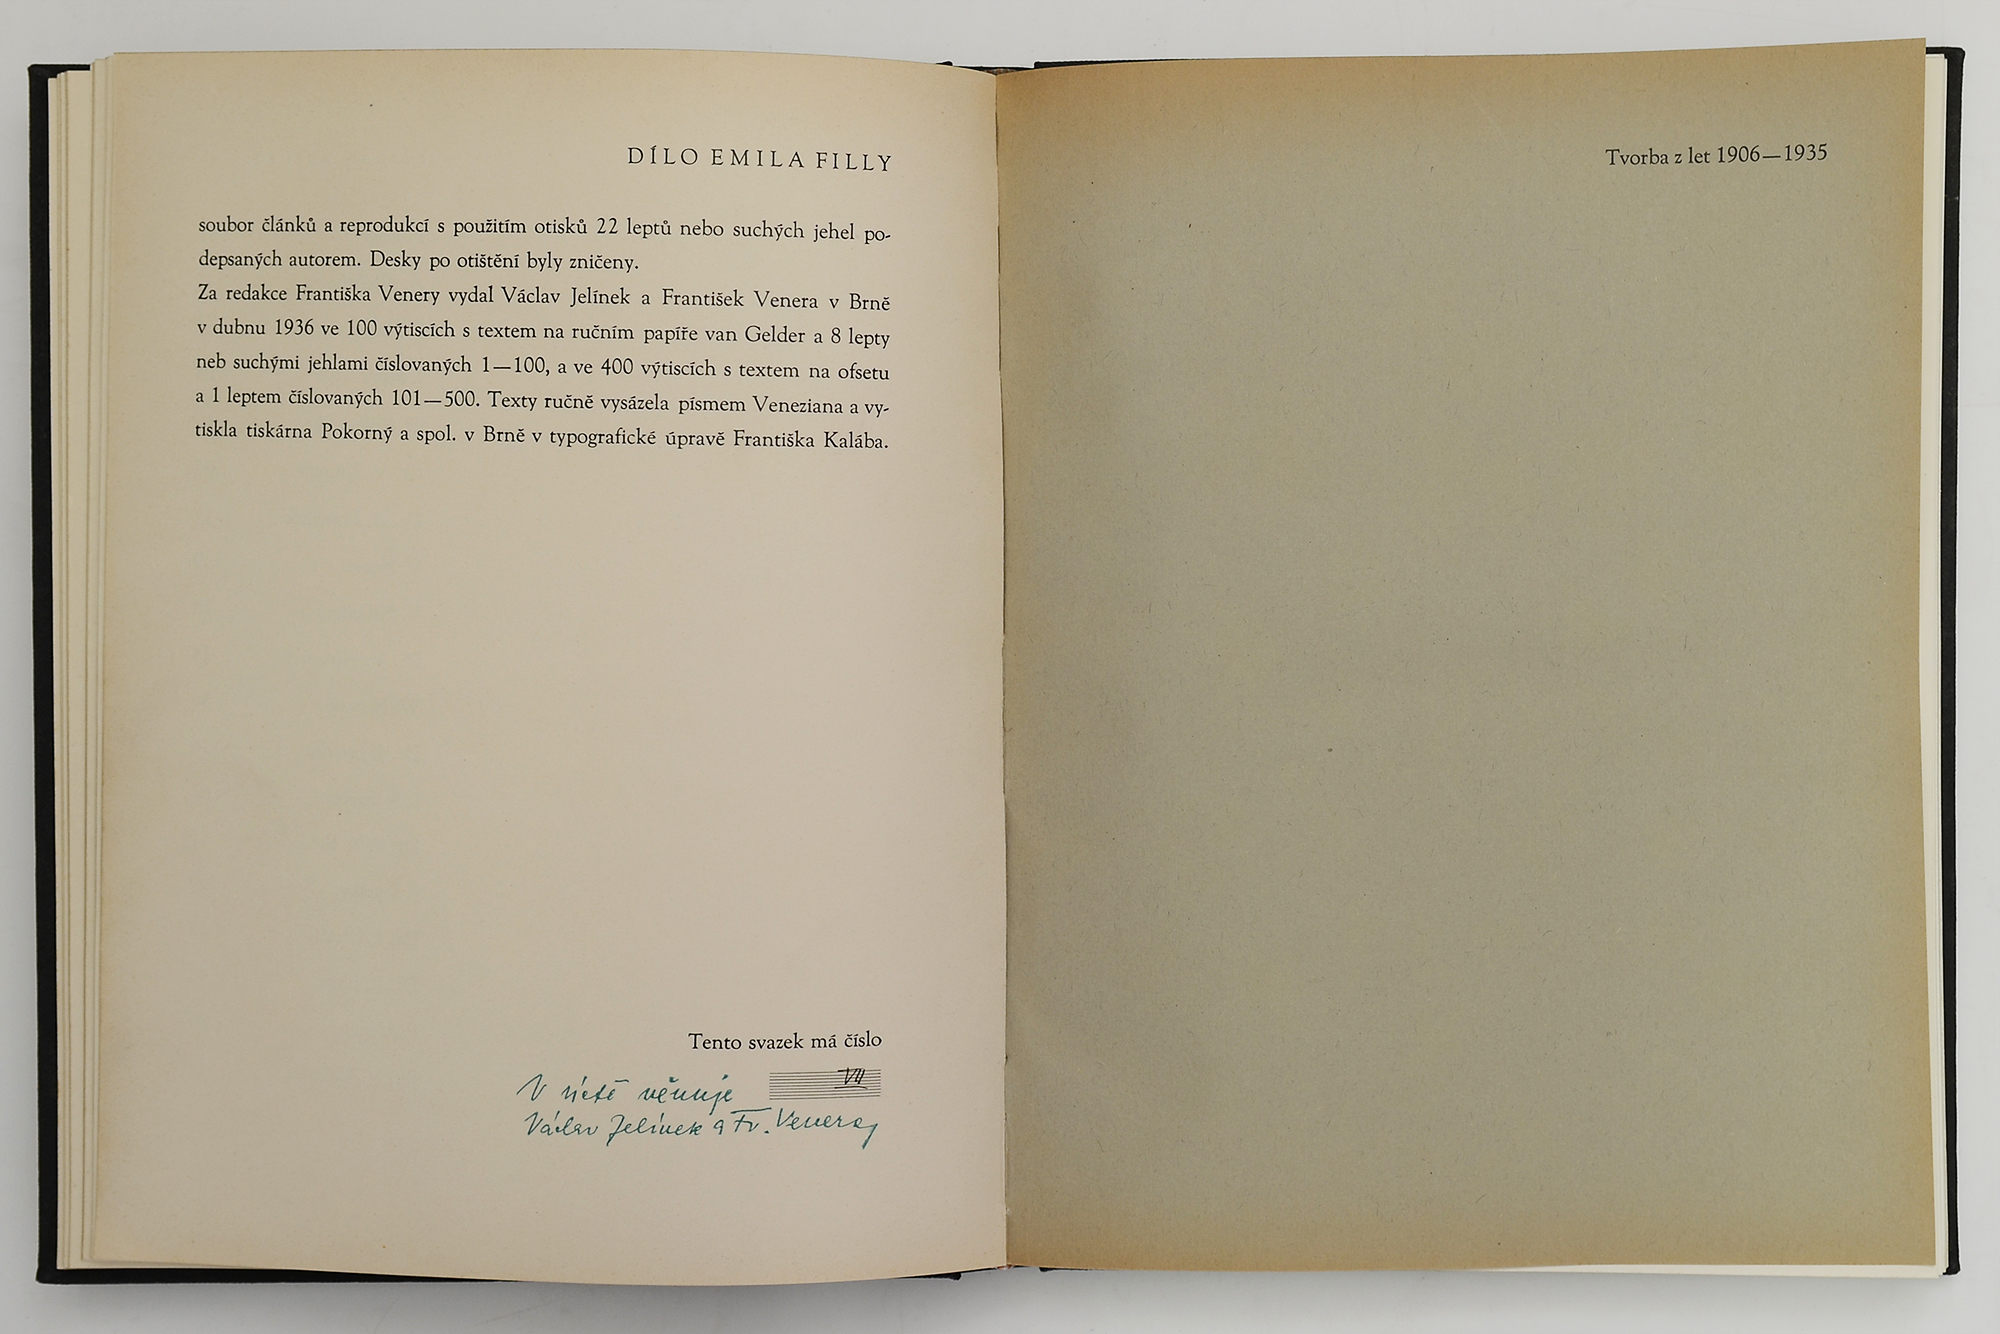 DÍLO EMILA FILLY
soubor článků a reprodukcí s použitím otisků 22 leptů nebo suchých jehel po-
depsaných autorem. Desky po otištění byly zničeny.
Za redakce Františka Venery vydal Václav Jelínek a František Venera v Brně
v dubnu 1936 ve 100 výtiscích s textem na ručním papíře van Gelder a 8 lepty
neb suchými jehlami číslovaných 1—100, a ve 400 výtiscích s textem na ofsetu
a 1 leptem číslovaných 101—500. Texty ručně vysázela písmem Veneziana a vy-
tiskla tiskárna Pokorný a spol. v Brně v typografické úpravě Františka Kalába.
Tento svazek má číslo
VII
V úctě věnuje
Václav Jelínek a Fr. Venera
Tvorba z let 1906—1935